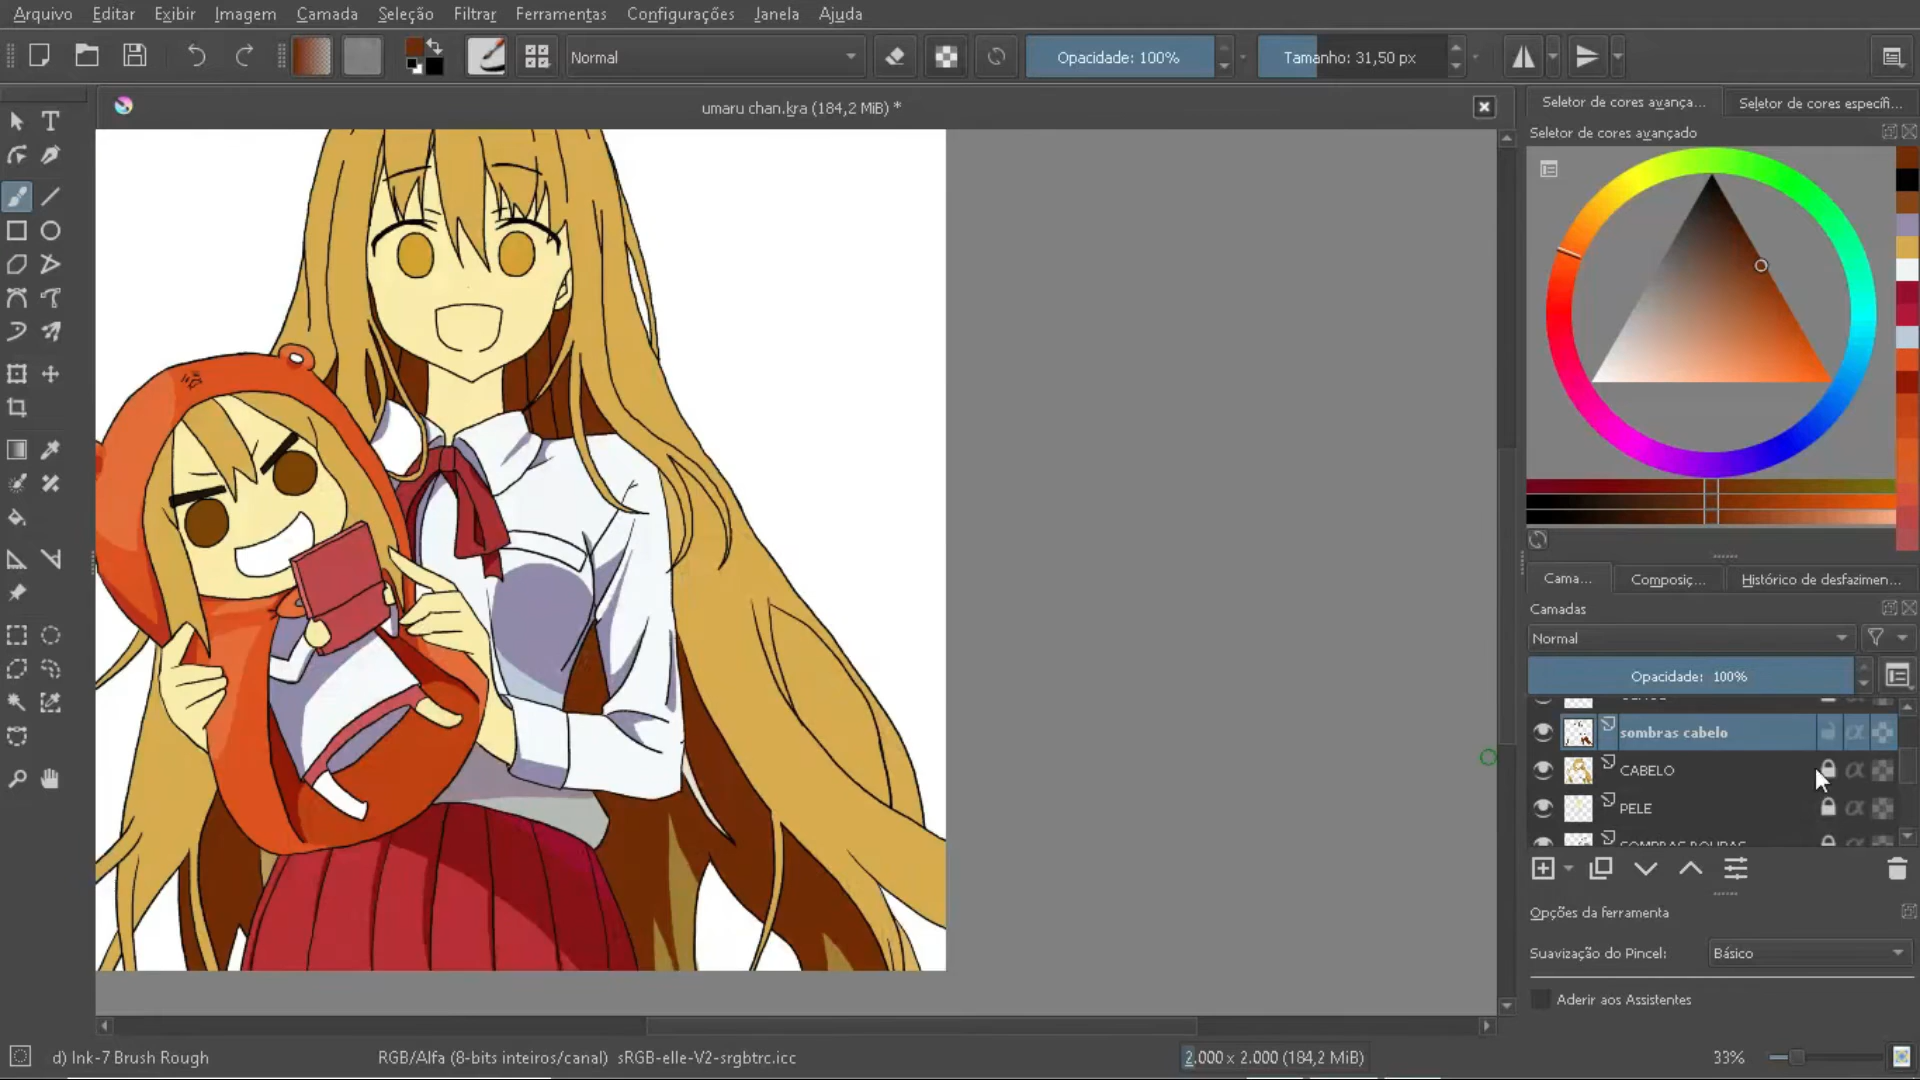 Arquivo Editar Exibir Imagem Camada Seleção Filtrar Ferramentas Configurações Janela Ajuda
Normal Opacidade: 100% Tamanho: 31,50 px
umaru chan.kra (184,2 MiB) *
Seletor de cores avança... Seletor de cores específi...
Seletor de cores avançado
Cama... Composiç... Histórico de desfazimen...
Camadas
Normal
Opacidade: 100%
sombras cabelo
CABELO
PELE
SOMBRAS ROUPAS
Opções da ferramenta
Suavização do Pincel: Básico
Aderir aos Assistentes
d) Ink-7 Brush Rough RGB/Alfa (8-bits inteiros/canal) sRGB-elle-V2-srgbtrc.icc 2.000 x 2.000 (184,2 MiB) 33%